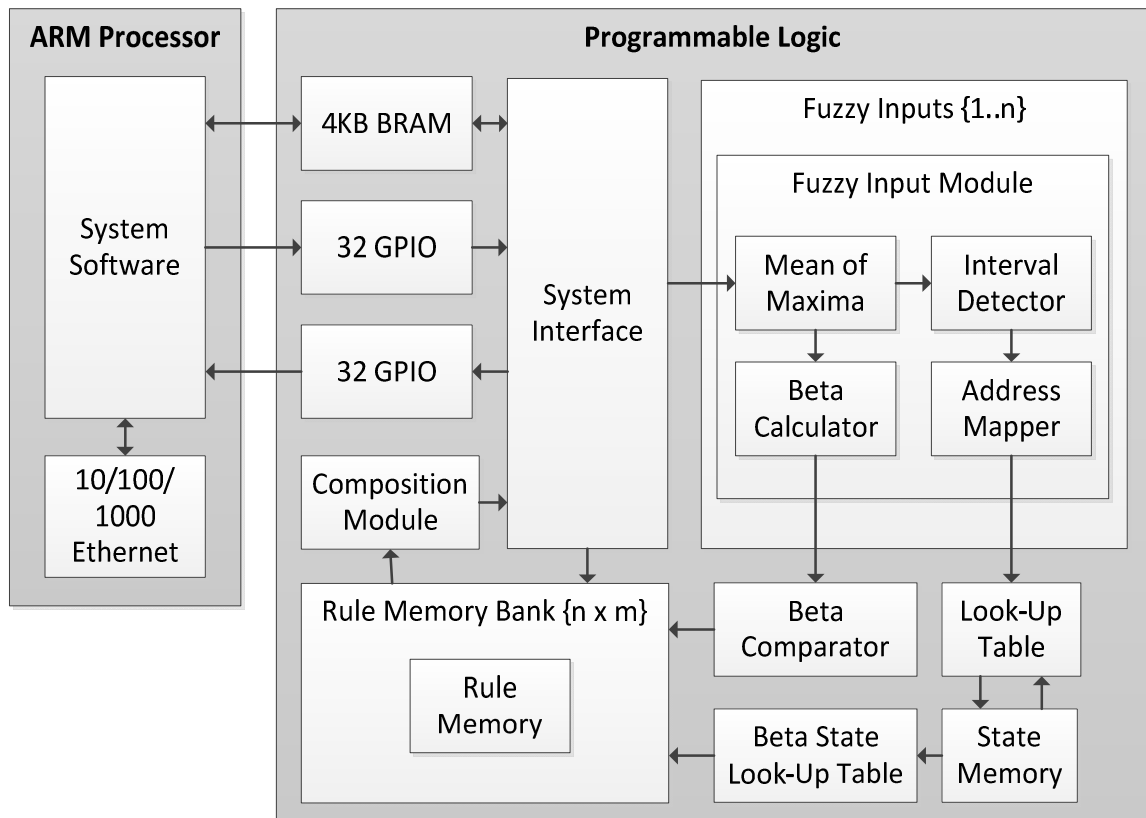 ARM Processor
System
Software
10/100/
1000
Ethernet
Programmable Logic
4KB BRAM
32 GPIO
32 GPIO
Composition
Module
System
Interface
Fuzzy Inputs {1..n}
Fuzzy Input Module
Mean of
Maxima
Interval
Detector
Beta
Calculator
Address
Mapper
Rule Memory Bank {n x m}
Rule
Memory
Beta
Comparator
Look-Up
Table
Beta State
Look-Up Table
State
Memory